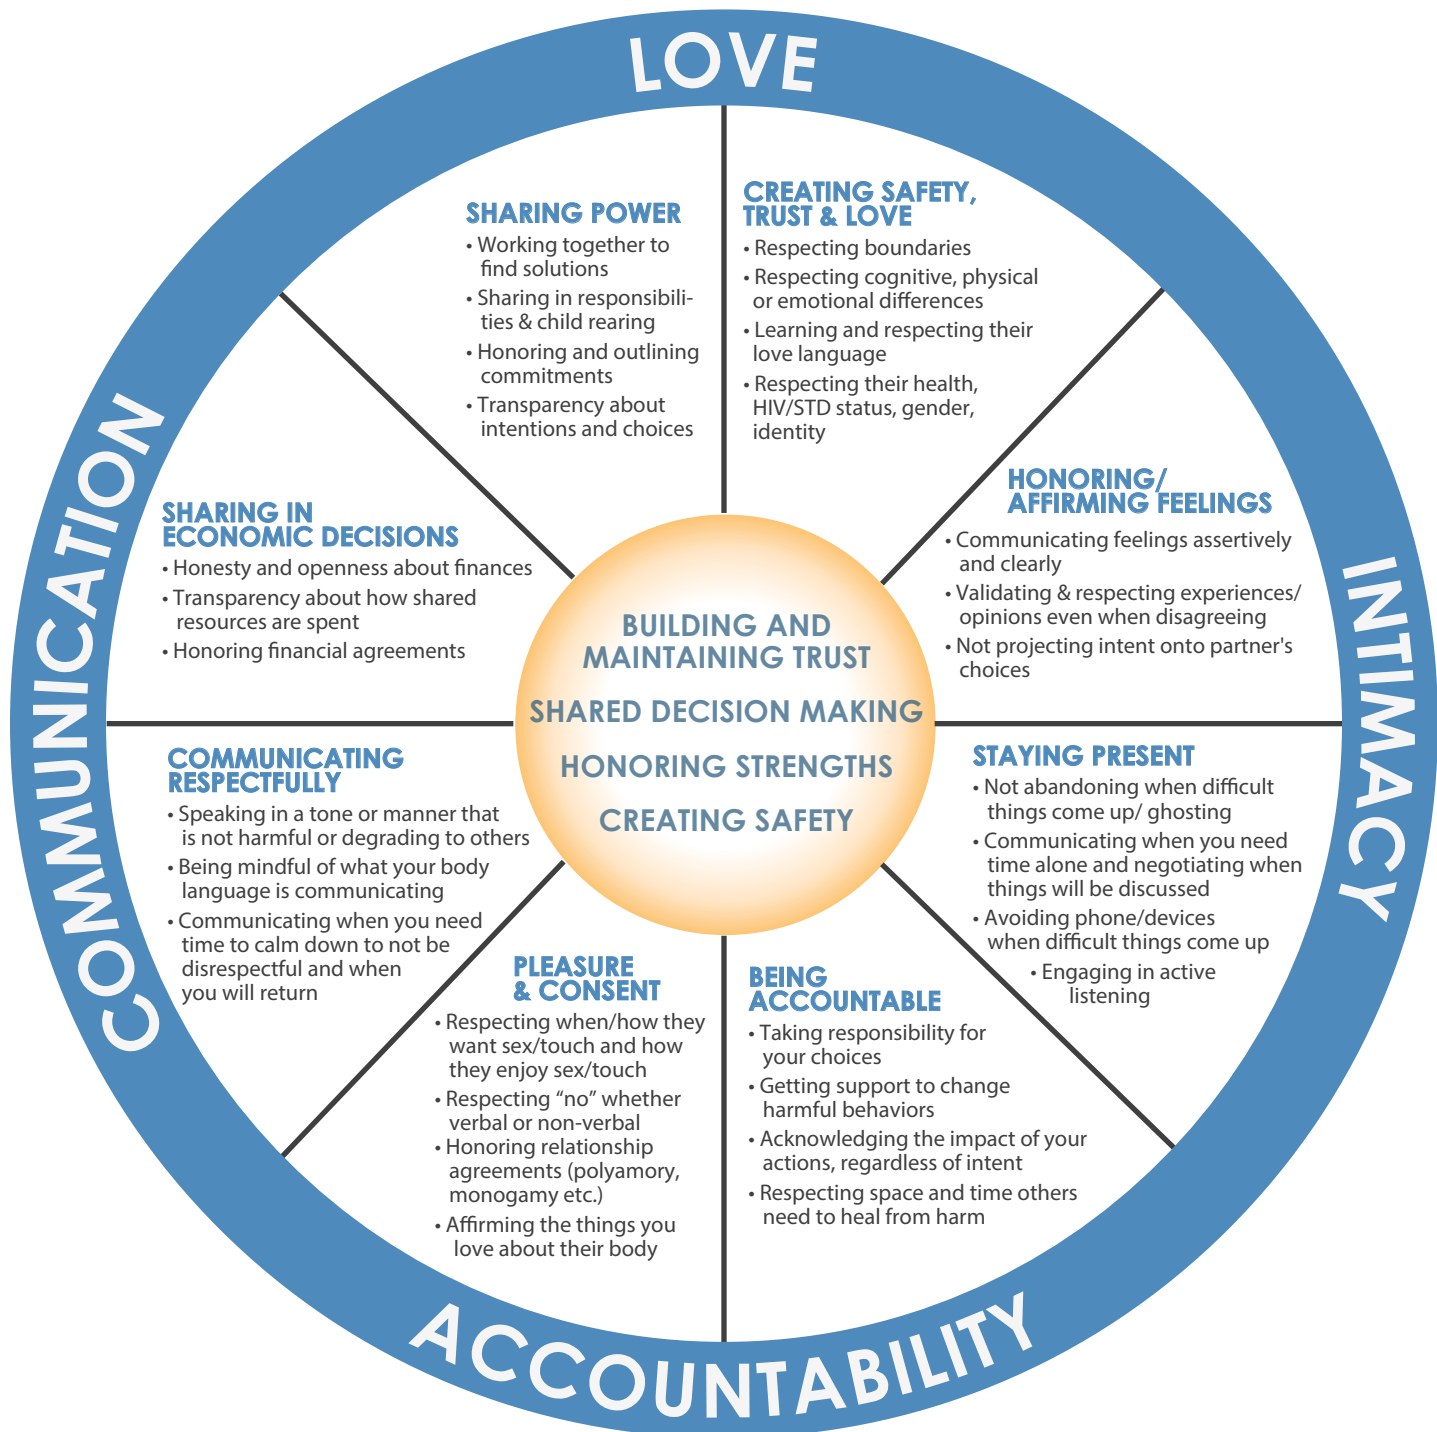 LOVE
SHARING POWER
• Working together to
find solutions
• Sharing in responsibili-
ties & child rearing
• Honoring and outlining
commitments
• Transparency about
intentions and choices
CREATING SAFETY,
TRUST & LOVE
• Respecting boundaries
• Respecting cognitive, physical
or emotional differences
• Learning and respecting their
love language
• Respecting their health,
HIV/STD status, gender,
identity
HONORING/
AFFIRMING FEELINGS
• Communicating feelings assertively
and clearly
• Validating & respecting experiences/
opinions even when disagreeing
• Not projecting intent onto partner's
choices
INTIMACY
STAYING PRESENT
• Not abandoning when difficult
things come up/ ghosting
• Communicating when you need
time alone and negotiating when
things will be discussed
• Avoiding phone/devices
when difficult things come up
• Engaging in active
listening
BEING
ACCOUNTABLE
• Taking responsibility for
your choices
• Getting support to change
harmful behaviors
• Acknowledging the impact of your
actions, regardless of intent
• Respecting space and time others
need to heal from harm
ACCOUNTABILITY
PLEASURE
& CONSENT
• Respecting when/how they
want sex/touch and how
they enjoy sex/touch
• Respecting “no” whether
verbal or non-verbal
• Honoring relationship
agreements (polyamory,
monogamy etc.)
• Affirming the things you
love about their body
COMMUNICATING
RESPECTFULLY
• Speaking in a tone or manner that
is not harmful or degrading to others
• Being mindful of what your body
language is communicating
• Communicating when you need
time to calm down to not be
disrespectful and when
you will return
COMMUNICATION
SHARING IN
ECONOMIC DECISIONS
• Honesty and openness about finances
• Transparency about how shared
resources are spent
• Honoring financial agreements
BUILDING AND
MAINTAINING TRUST
SHARED DECISION MAKING
HONORING STRENGTHS
CREATING SAFETY